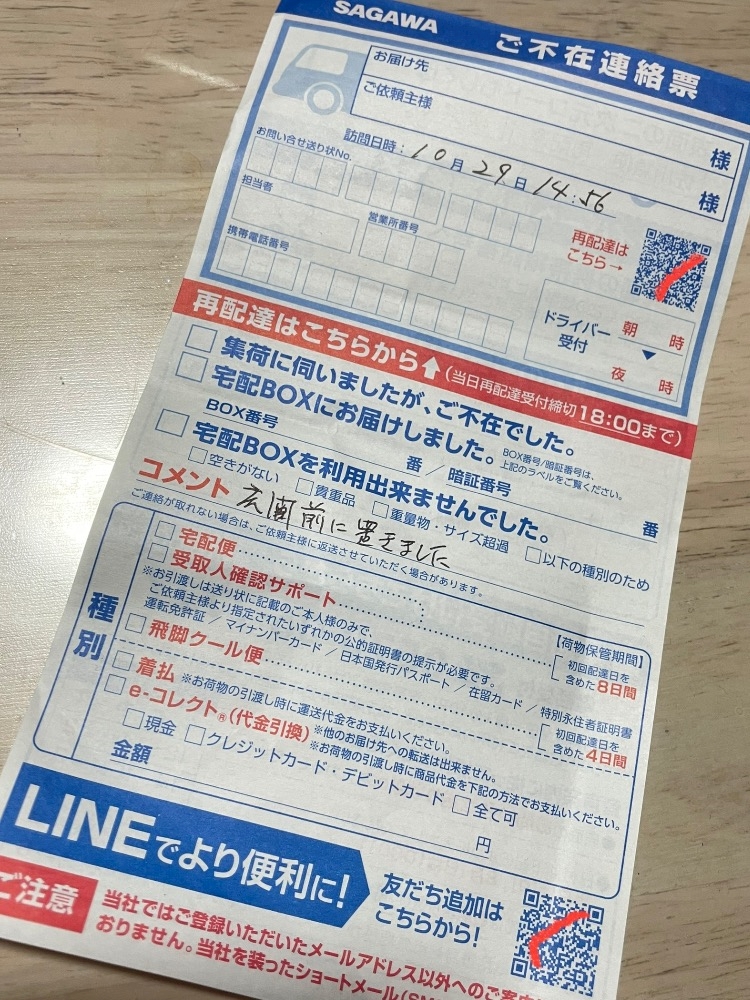 SAGAWA ご不在連絡票
お届け先
様
ご依頼主様
様
訪問日時：10月29日 14:56
お問い合せ送り状No.
担当者
営業所番号
携帯電話番号
再配達は
こちら→
ドライバー
受付
朝 時
▼
夜 時
再配達はこちらから↑(当日再配達受付締切18:00まで)
□ 集荷に伺いましたが、ご不在でした。
□ 宅配BOXにお届けしました。 BOX番号/暗証番号は、
上記のラベルをご覧ください。
BOX番号 番 / 暗証番号 番
□ 宅配BOXを利用出来ませんでした。
□空きがない □貴重品 □重量物・サイズ超過 □以下の種別のため
コメント 玄関前に置きました
ご連絡が取れない場合は、ご依頼主様に返送させていただく場合があります。
種別
□ 宅配便
□ 受取人確認サポート
※お引渡しは送り状に記載のご本人様のみで、
ご依頼主様より指定されたいずれかの公的証明書の提示が必要です。
運転免許証 / マイナンバーカード / 日本国発行パスポート / 在留カード / 特別永住者証明書
【荷物保管期間】
初回配達日を
含めた8日間
□ 飛脚クール便
初回配達日を
含めた4日間
□ 着払 ※お荷物の引渡し時に運送代金をお支払いください。
□ e-コレクト®(代金引換) ※他のお届け先への転送は出来ません。
※お荷物の引渡し時に商品代金を下記の方法でお支払いください。
□現金 □クレジットカード・デビットカード □全て可
金額 円
LINEでより便利に!
友だち追加は
こちらから!
ご注意
当社ではご登録いただいたメールアドレス以外へのご案内
おりません。当社を装ったショートメール(SM